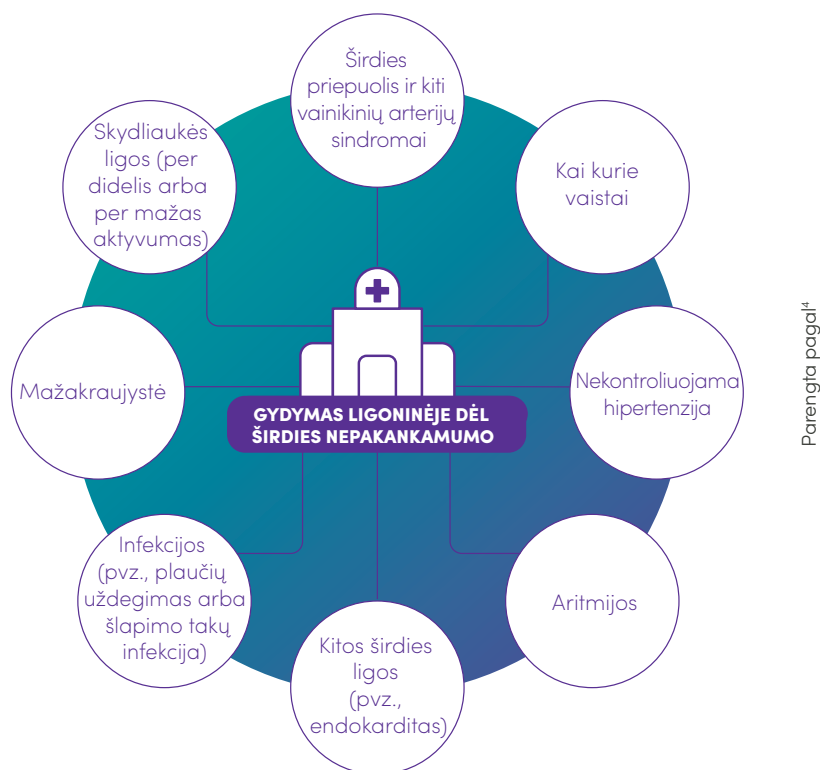 Širdies
priepuolis ir kiti
vainikinių arterijų
sindromai
Kai kurie
vaistai
Nekontroliuojama
hipertenzija
Aritmijos
Kitos širdies
ligos
(pvz.,
endokarditas)
Infekcijos
(pvz., plaučių
uždegimas arba
šlapimo takų
infekcija)
Mažakraujystė
Skydliaukės
ligos (per
didelis arba
per mažas
aktyvumas)
GYDYMAS LIGONINĖJE DĖL
ŠIRDIES NEPAKANKAMUMO
Parengta pagal⁴